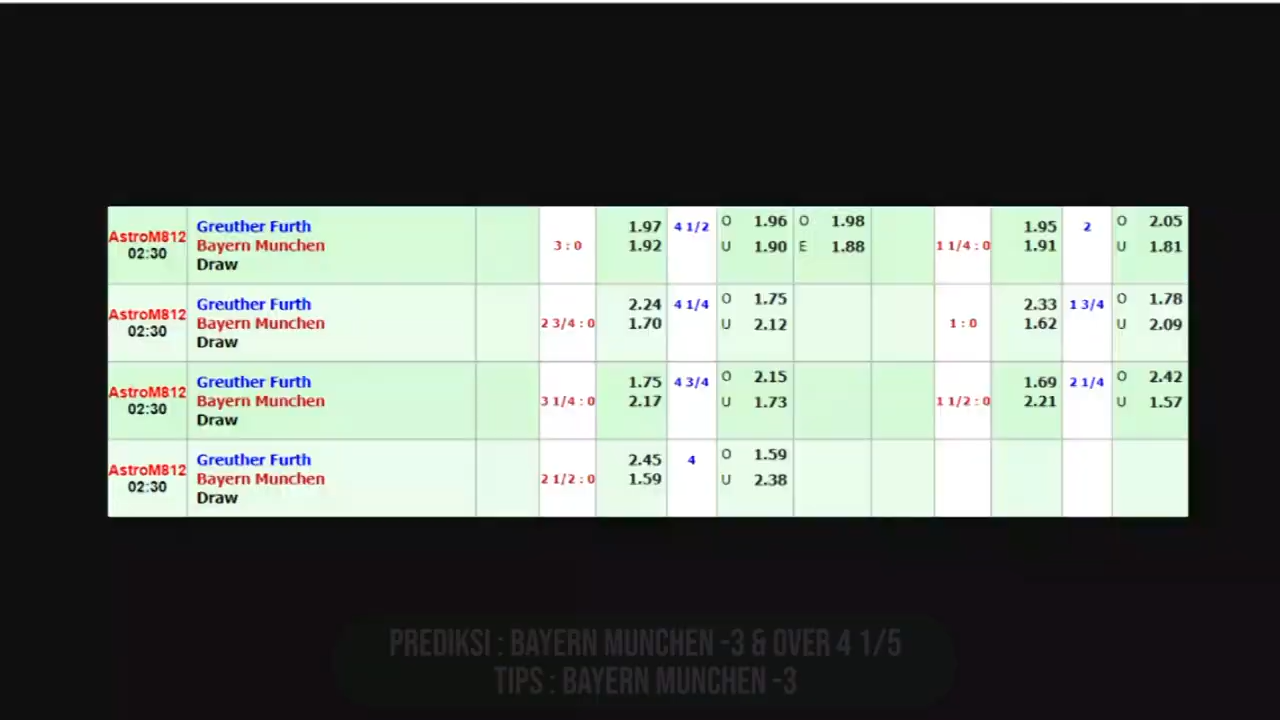 AstroM812 02:30 Greuther Furth Bayern Munchen Draw 3 : 0 1.97 1.92 4 1/2 O 1.96 U 1.90 O 1.98 E 1.88 1 1/4 : 0 1.95 1.91 2 O 2.05 U 1.81
AstroM812 02:30 Greuther Furth Bayern Munchen Draw 2 3/4 : 0 2.24 1.70 4 1/4 O 1.75 U 2.12 1 : 0 2.33 1.62 1 3/4 O 1.78 U 2.09
AstroM812 02:30 Greuther Furth Bayern Munchen Draw 3 1/4 : 0 1.75 2.17 4 3/4 O 2.15 U 1.73 1 1/2 : 0 1.69 2.21 2 1/4 O 2.42 U 1.57
AstroM812 02:30 Greuther Furth Bayern Munchen Draw 2 1/2 : 0 2.45 1.59 4 O 1.59 U 2.38
PREDIKSI : BAYERN MUNCHEN -3 & OVER 4 1/5
TIPS : BAYERN MUNCHEN -3